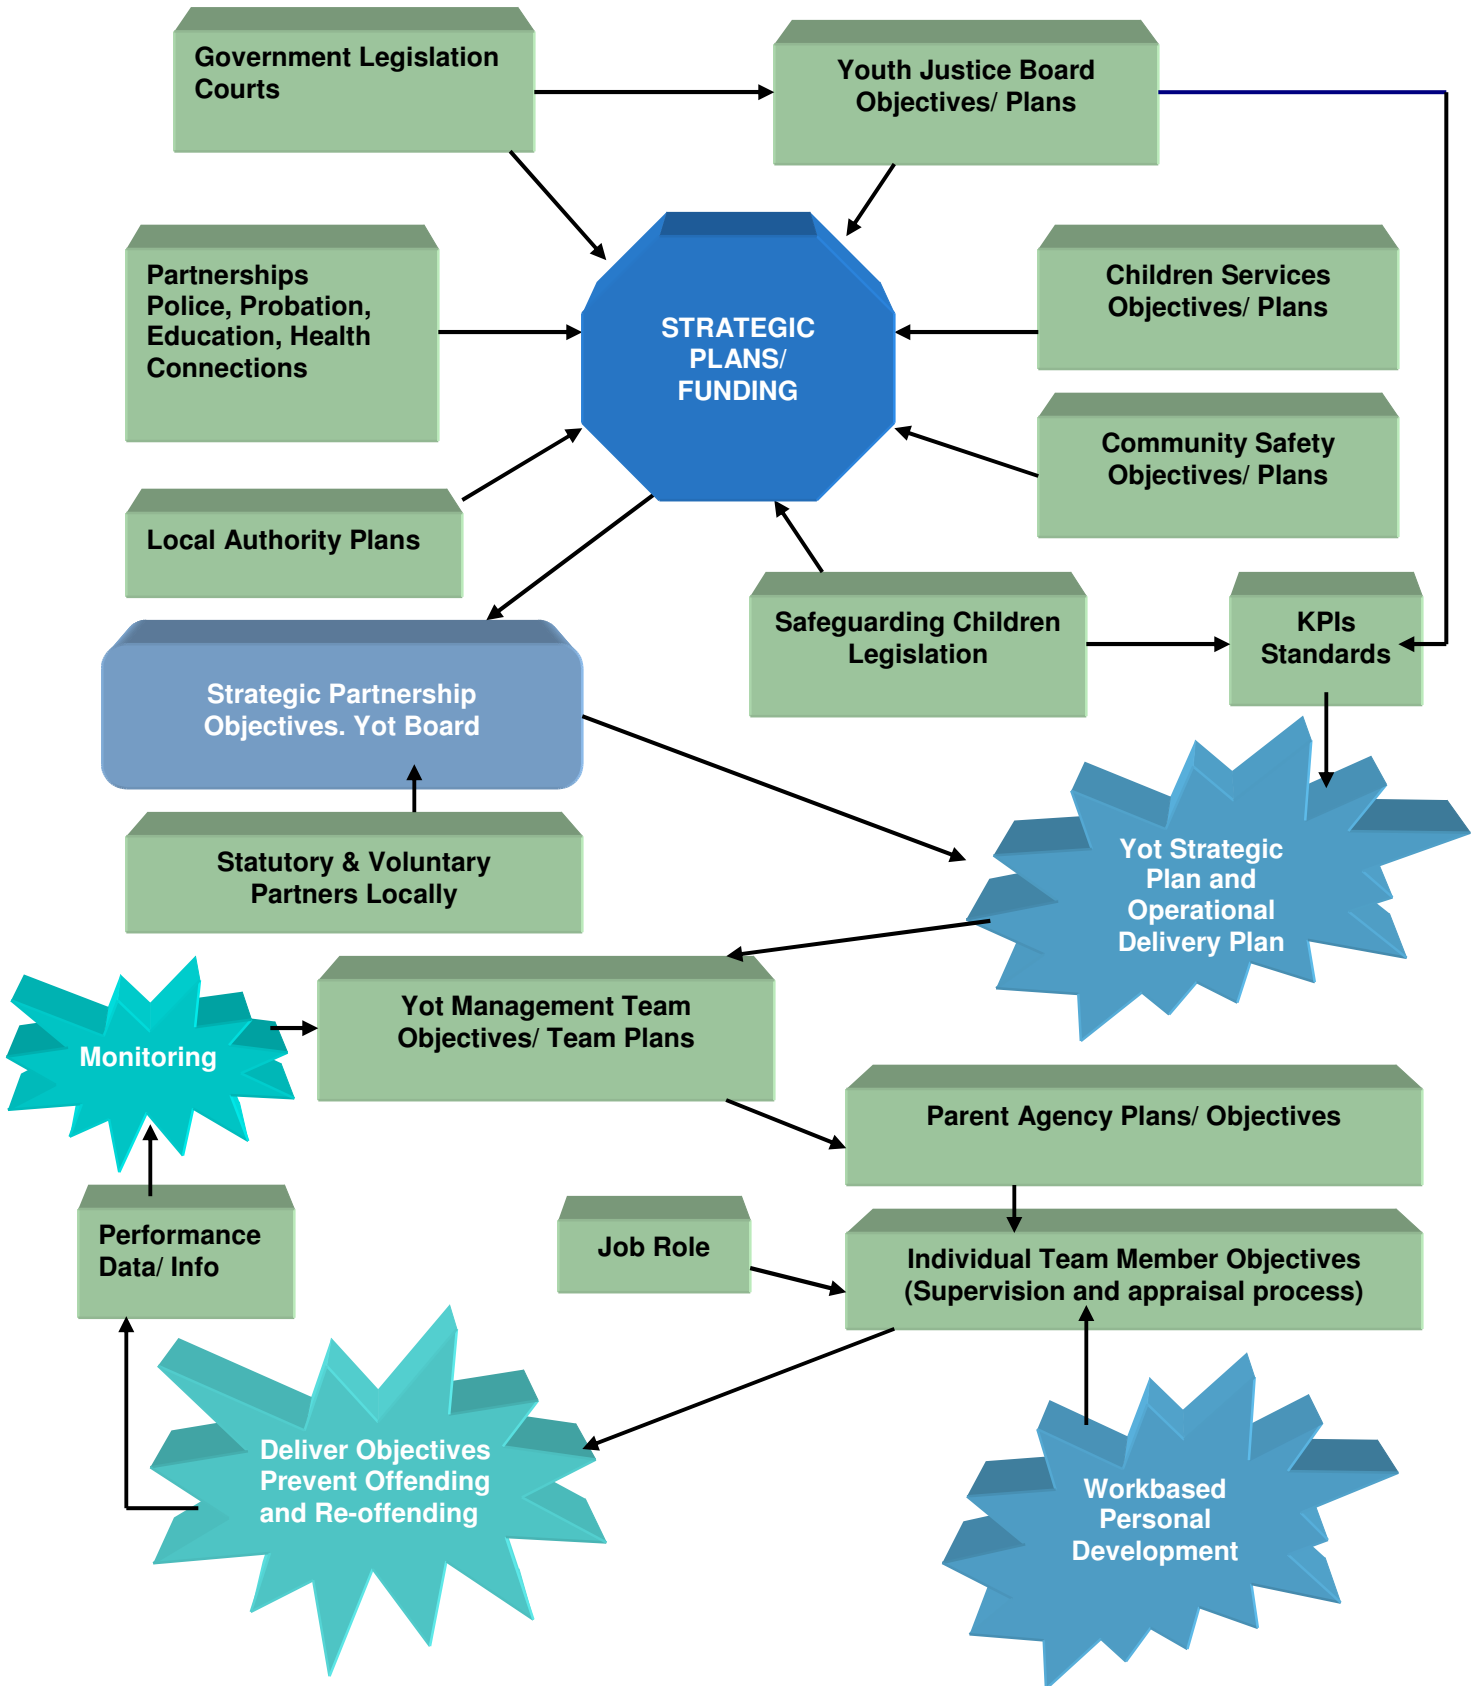 Government Legislation
Courts
Youth Justice Board
Objectives/ Plans
Partnerships
Police, Probation,
Education, Health
Connections
STRATEGIC
PLANS/
FUNDING
Children Services
Objectives/ Plans
Community Safety
Objectives/ Plans
Local Authority Plans
Safeguarding Children
Legislation
KPIs
Standards
Strategic Partnership
Objectives. Yot Board
Statutory & Voluntary
Partners Locally
Yot Strategic
Plan and
Operational
Delivery Plan
Monitoring
Yot Management Team
Objectives/ Team Plans
Parent Agency Plans/ Objectives
Performance
Data/ Info
Job Role
Individual Team Member Objectives
(Supervision and appraisal process)
Deliver Objectives
Prevent Offending
and Re-offending
Workbased
Personal
Development